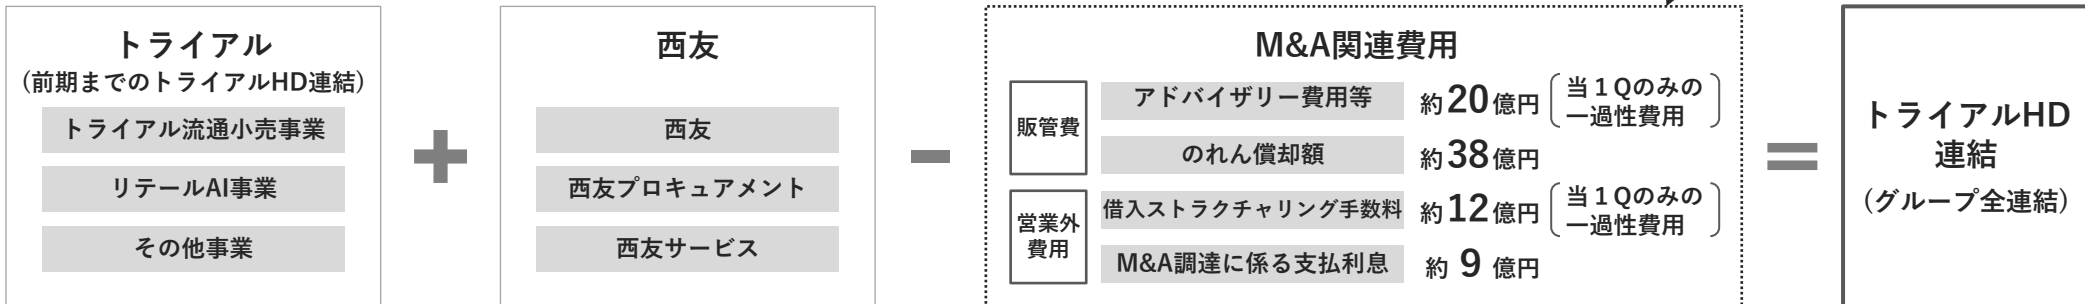 トライアル
(前期までのトライアルHD連結)
トライアル流通小売事業
リテールAI事業
その他事業
＋
西友
西友
西友プロキュアメント
西友サービス
－
M&A関連費用
販管費
アドバイザリー費用等 約20億円 当１Qのみの
一過性費用
のれん償却額 約38億円
営業外
費用
借入ストラクチャリング手数料 約12億円 当１Qのみの
一過性費用
M&A調達に係る支払利息 約 9 億円
＝
トライアルHD
連結
(グループ全連結)